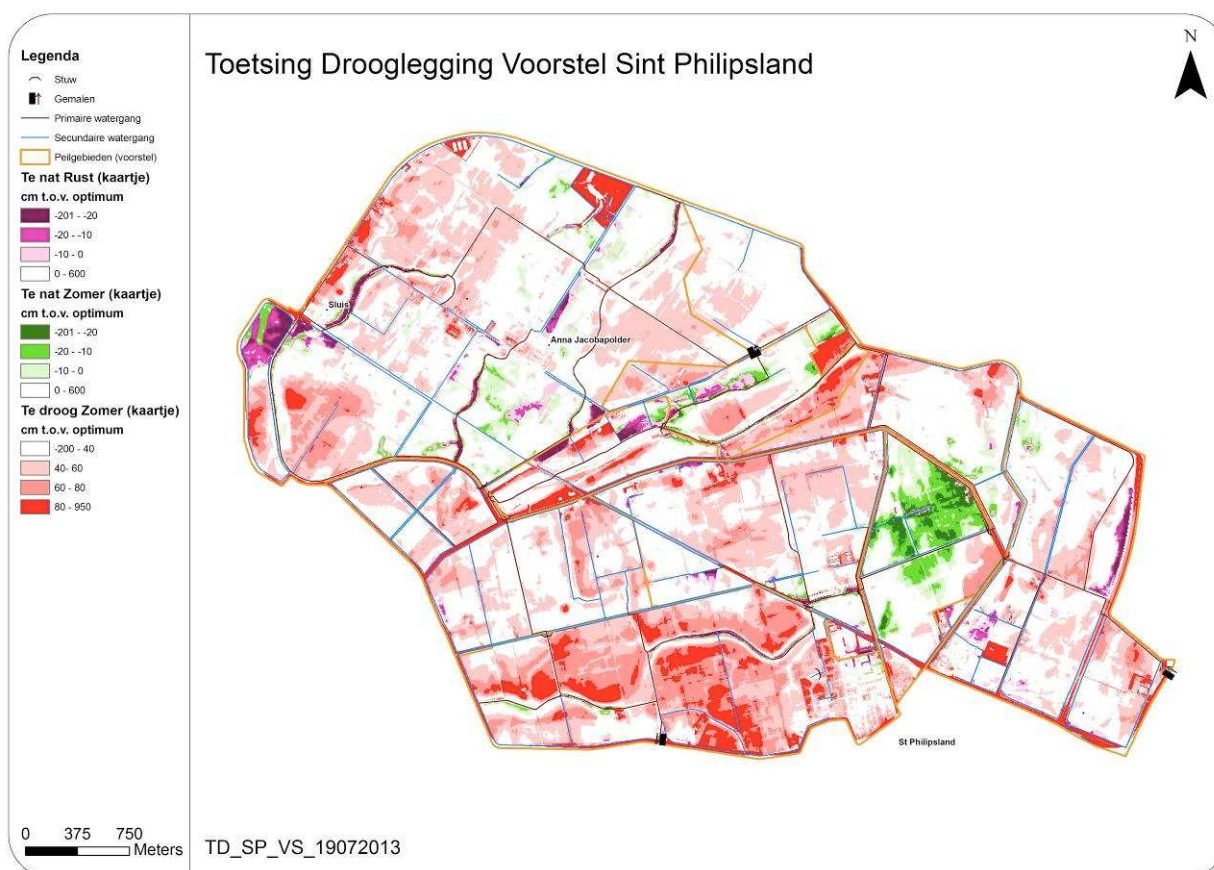 Legenda
Stuw
Gemalen
Primaire watergang
Secundaire watergang
Peilgebieden (voorstel)
Te nat Rust (kaartje)
cm t.o.v. optimum
-201 - -20
-20 - -10
-10 - 0
0 - 600
Te nat Zomer (kaartje)
cm t.o.v. optimum
-201 - -20
-20 - -10
-10 - 0
0 - 600
Te droog Zomer (kaartje)
cm t.o.v. optimum
-200 - 40
40 - 60
60 - 80
80 - 950
0 375 750
Meters
Toetsing Drooglegging Voorstel Sint Philipsland
N
Sluis
Anna Jacobapolder
St Philipsland
TD_SP_VS_19072013